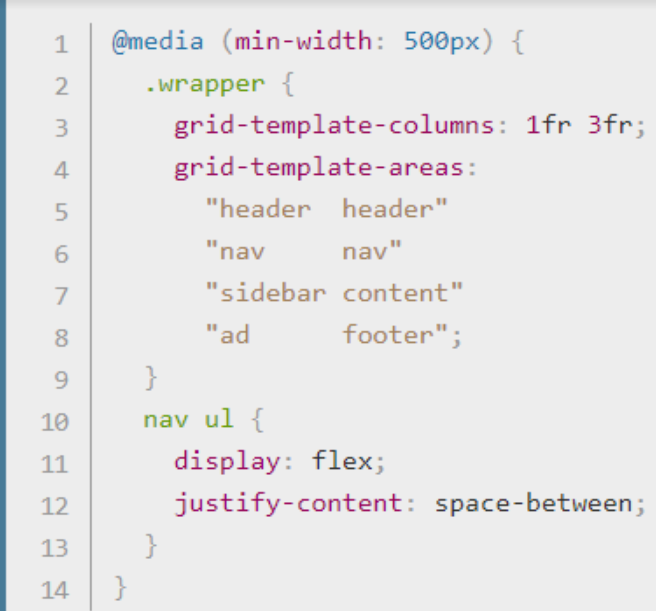 1 @media (min-width: 500px) {
2   .wrapper {
3     grid-template-columns: 1fr 3fr;
4     grid-template-areas:
5       "header  header"
6       "nav     nav"
7       "sidebar content"
8       "ad      footer";
9   }
10   nav ul {
11     display: flex;
12     justify-content: space-between;
13   }
14 }